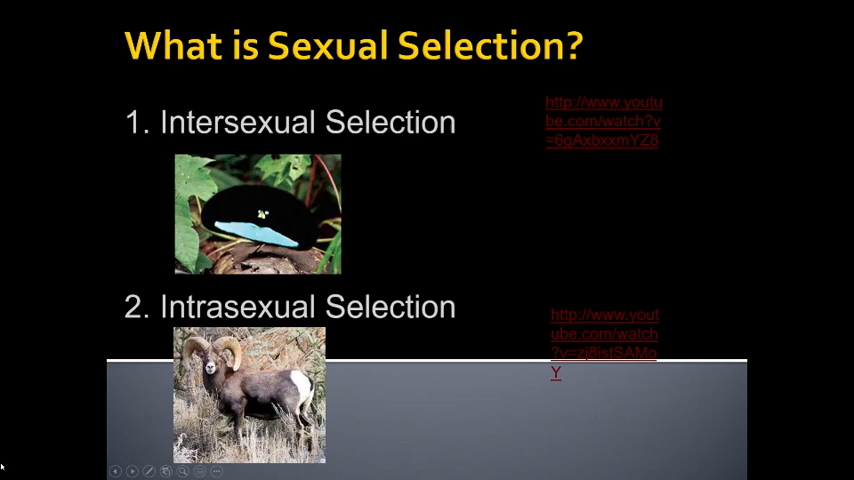 What is Sexual Selection?
1. Intersexual Selection
http://www.youtu
be.com/watch?v
=6gAxbxxmYZ8
2. Intrasexual Selection
http://www.yout
ube.com/watch
?v=zj8lstSAMo
Y